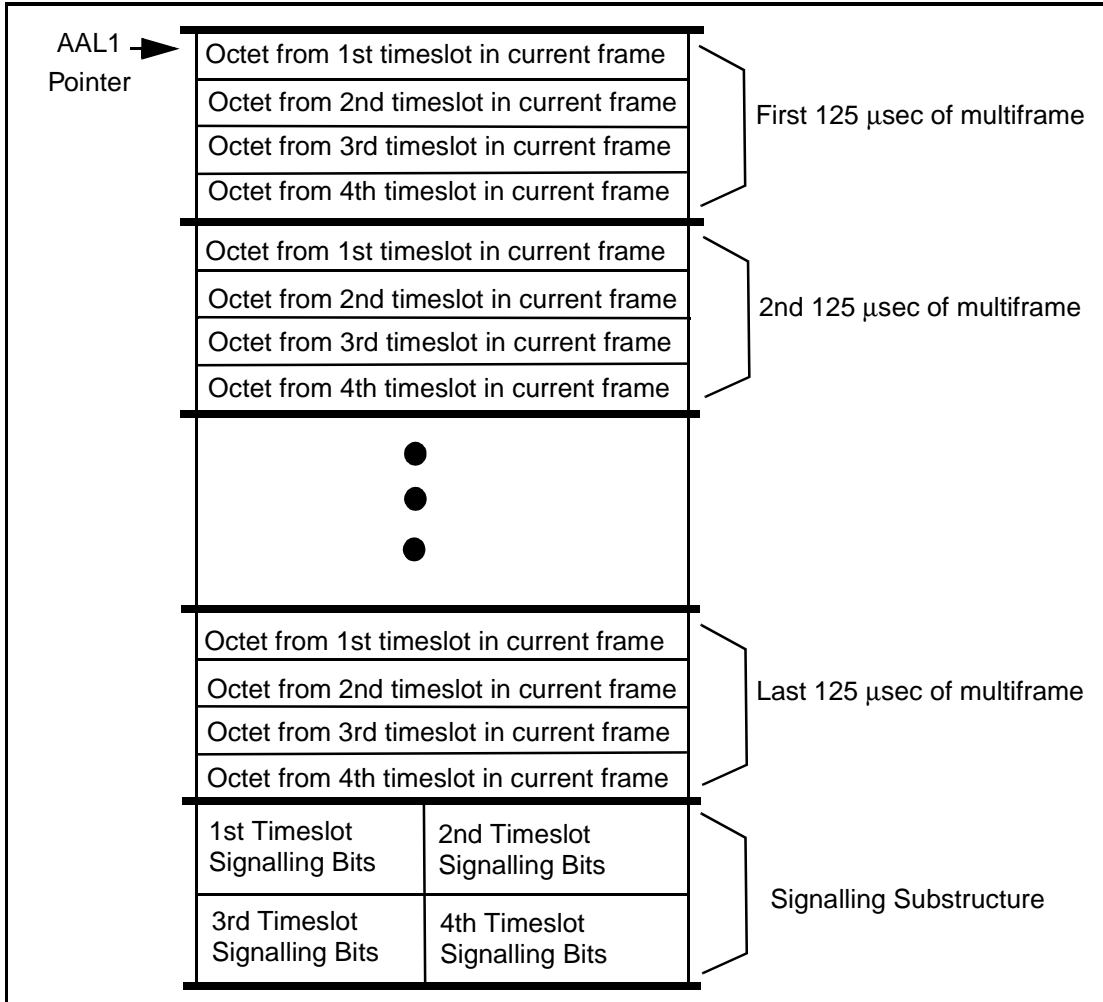 AAL1
Pointer
Octet from 1st timeslot in current frame
Octet from 2nd timeslot in current frame
Octet from 3rd timeslot in current frame
Octet from 4th timeslot in current frame
First 125 μsec of multiframe
Octet from 1st timeslot in current frame
Octet from 2nd timeslot in current frame
Octet from 3rd timeslot in current frame
Octet from 4th timeslot in current frame
2nd 125 μsec of multiframe
Octet from 1st timeslot in current frame
Octet from 2nd timeslot in current frame
Octet from 3rd timeslot in current frame
Octet from 4th timeslot in current frame
Last 125 μsec of multiframe
1st Timeslot
Signalling Bits
2nd Timeslot
Signalling Bits
3rd Timeslot
Signalling Bits
4th Timeslot
Signalling Bits
Signalling Substructure